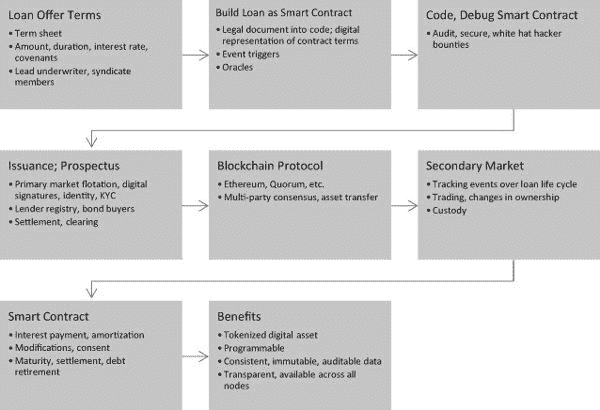 Loan Offer Terms
• Term sheet
• Amount, duration, interest rate,
covenants
• Lead underwriter, syndicate
members
Build Loan as Smart Contract
• Legal document into code; digital
representation of contract terms
• Event triggers
• Oracles
Code, Debug Smart Contract
• Audit, secure, white hat hacker
bounties
Issuance; Prospectus
• Primary market flotation, digital
signatures, identity, KYC
• Lender registry, bond buyers
• Settlement, clearing
Blockchain Protocol
• Ethereum, Quorum, etc.
• Multi-party consensus, asset transfer
Secondary Market
• Tracking events over loan life cycle
• Trading, changes in ownership
• Custody
Smart Contract
• Interest payment, amortization
• Modifications, consent
• Maturity, settlement, debt
retirement
Benefits
• Tokenized digital asset
• Programmable
• Consistent, immutable, auditable data
• Transparent, available across all
nodes